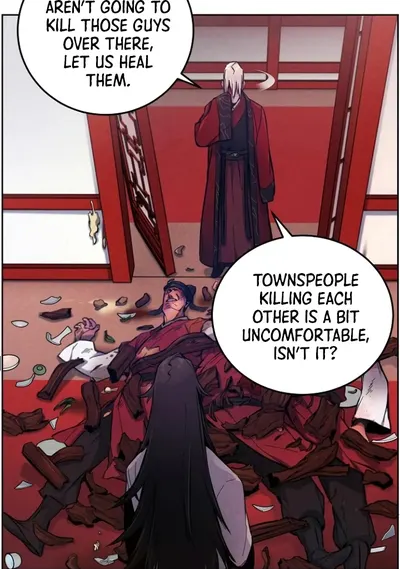 AREN'T GOING TO
KILL THOSE GUYS
OVER THERE,
LET US HEAL
THEM.
TOWNSPEOPLE
KILLING EACH
OTHER IS A BIT
UNCOMFORTABLE,
ISN'T IT?